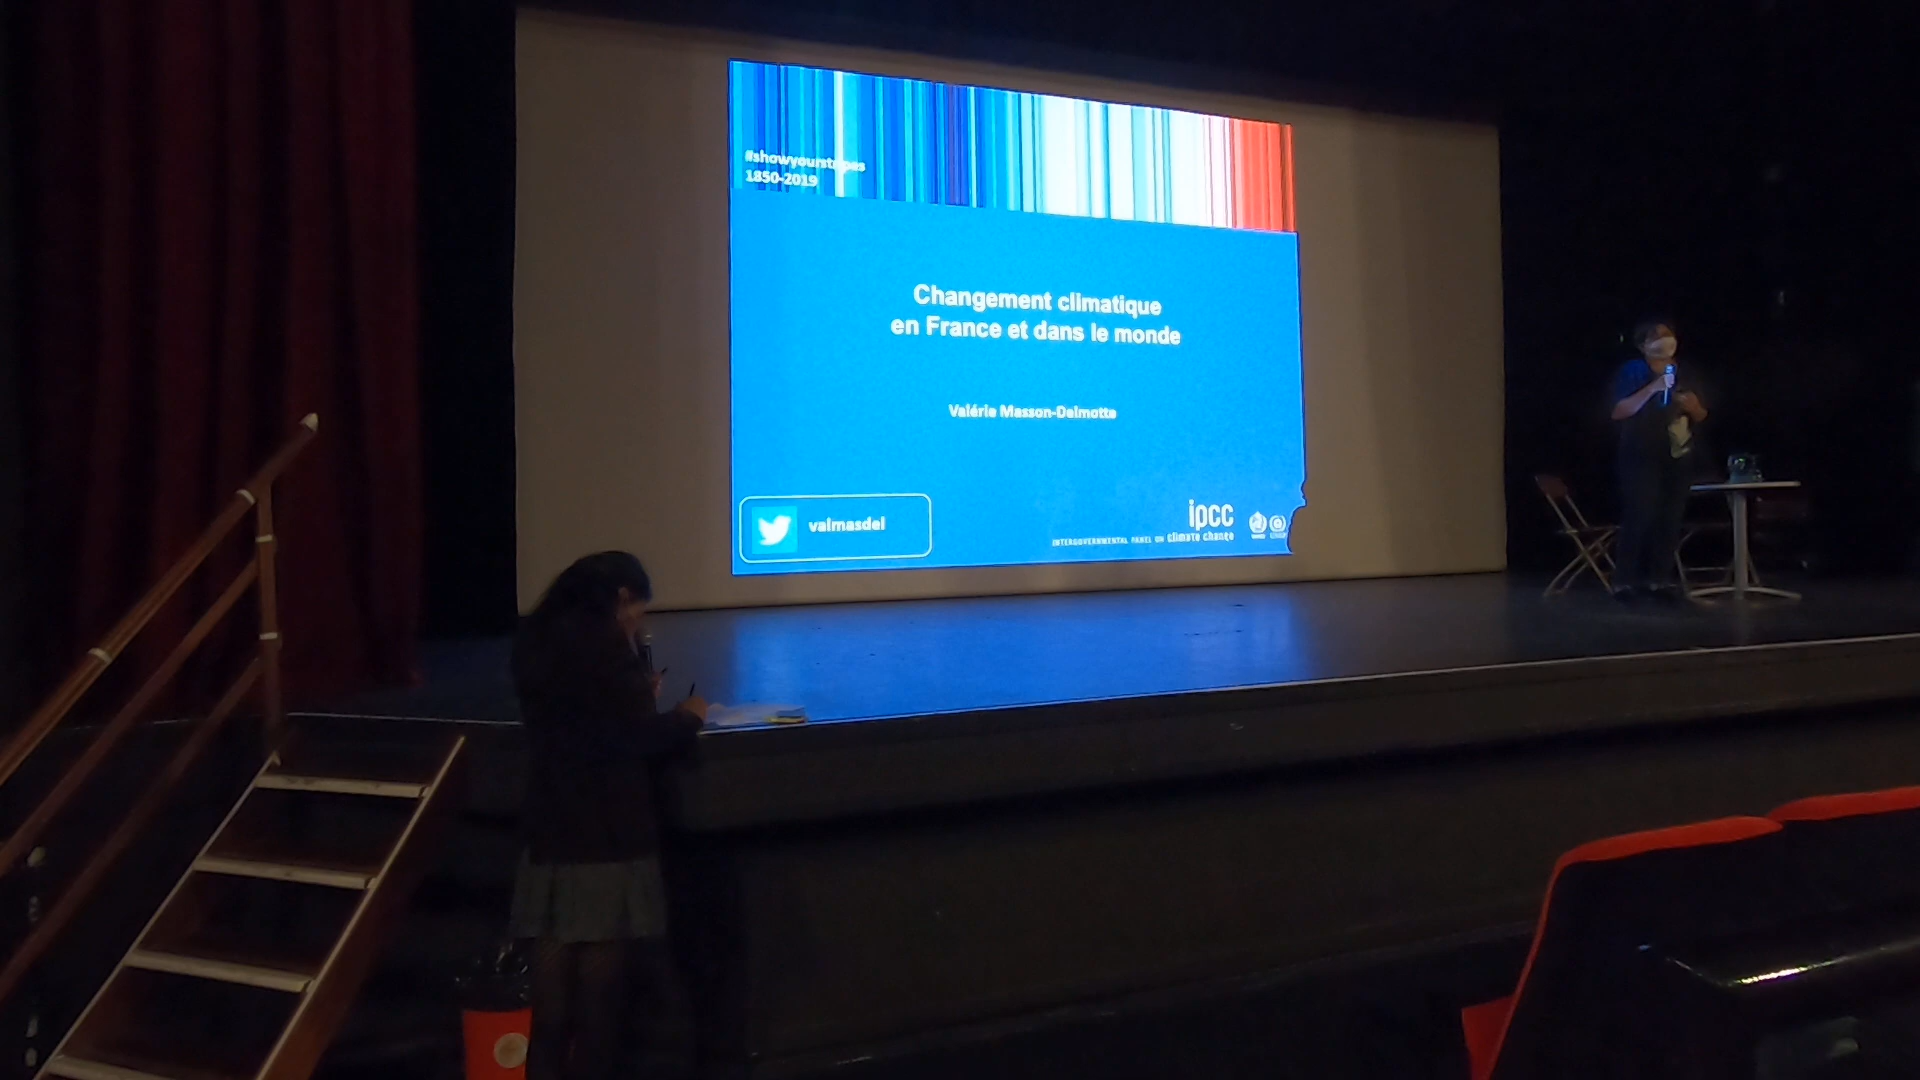 #showyourstripes
1850-2019
Changement climatique
en France et dans le monde
Valérie Masson-Delmotte
valmasdel
ipcc
INTERGOVERNMENTAL PANEL ON climate change